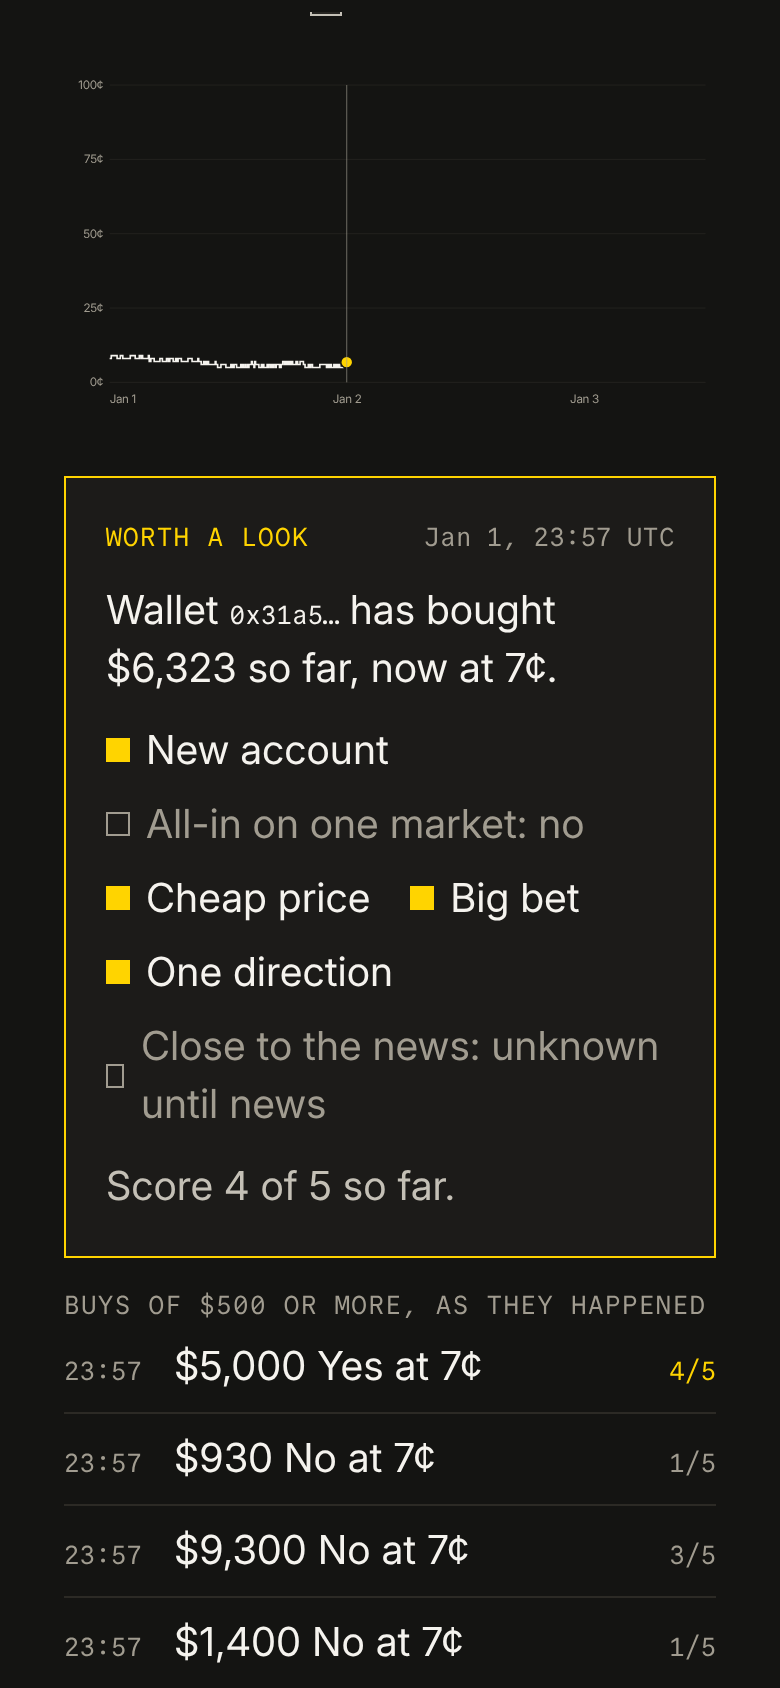 100¢
75¢
50¢
25¢
0¢
Jan 1
Jan 2
Jan 3
WORTH A LOOK
Jan 1, 23:57 UTC
Wallet 0x31a5… has bought
$6,323 so far, now at 7¢.
New account
All-in on one market: no
Cheap price
Big bet
One direction
Close to the news: unknown
until news
Score 4 of 5 so far.
BUYS OF $500 OR MORE, AS THEY HAPPENED
23:57 $5,000 Yes at 7¢ 4/5
23:57 $930 No at 7¢ 1/5
23:57 $9,300 No at 7¢ 3/5
23:57 $1,400 No at 7¢ 1/5